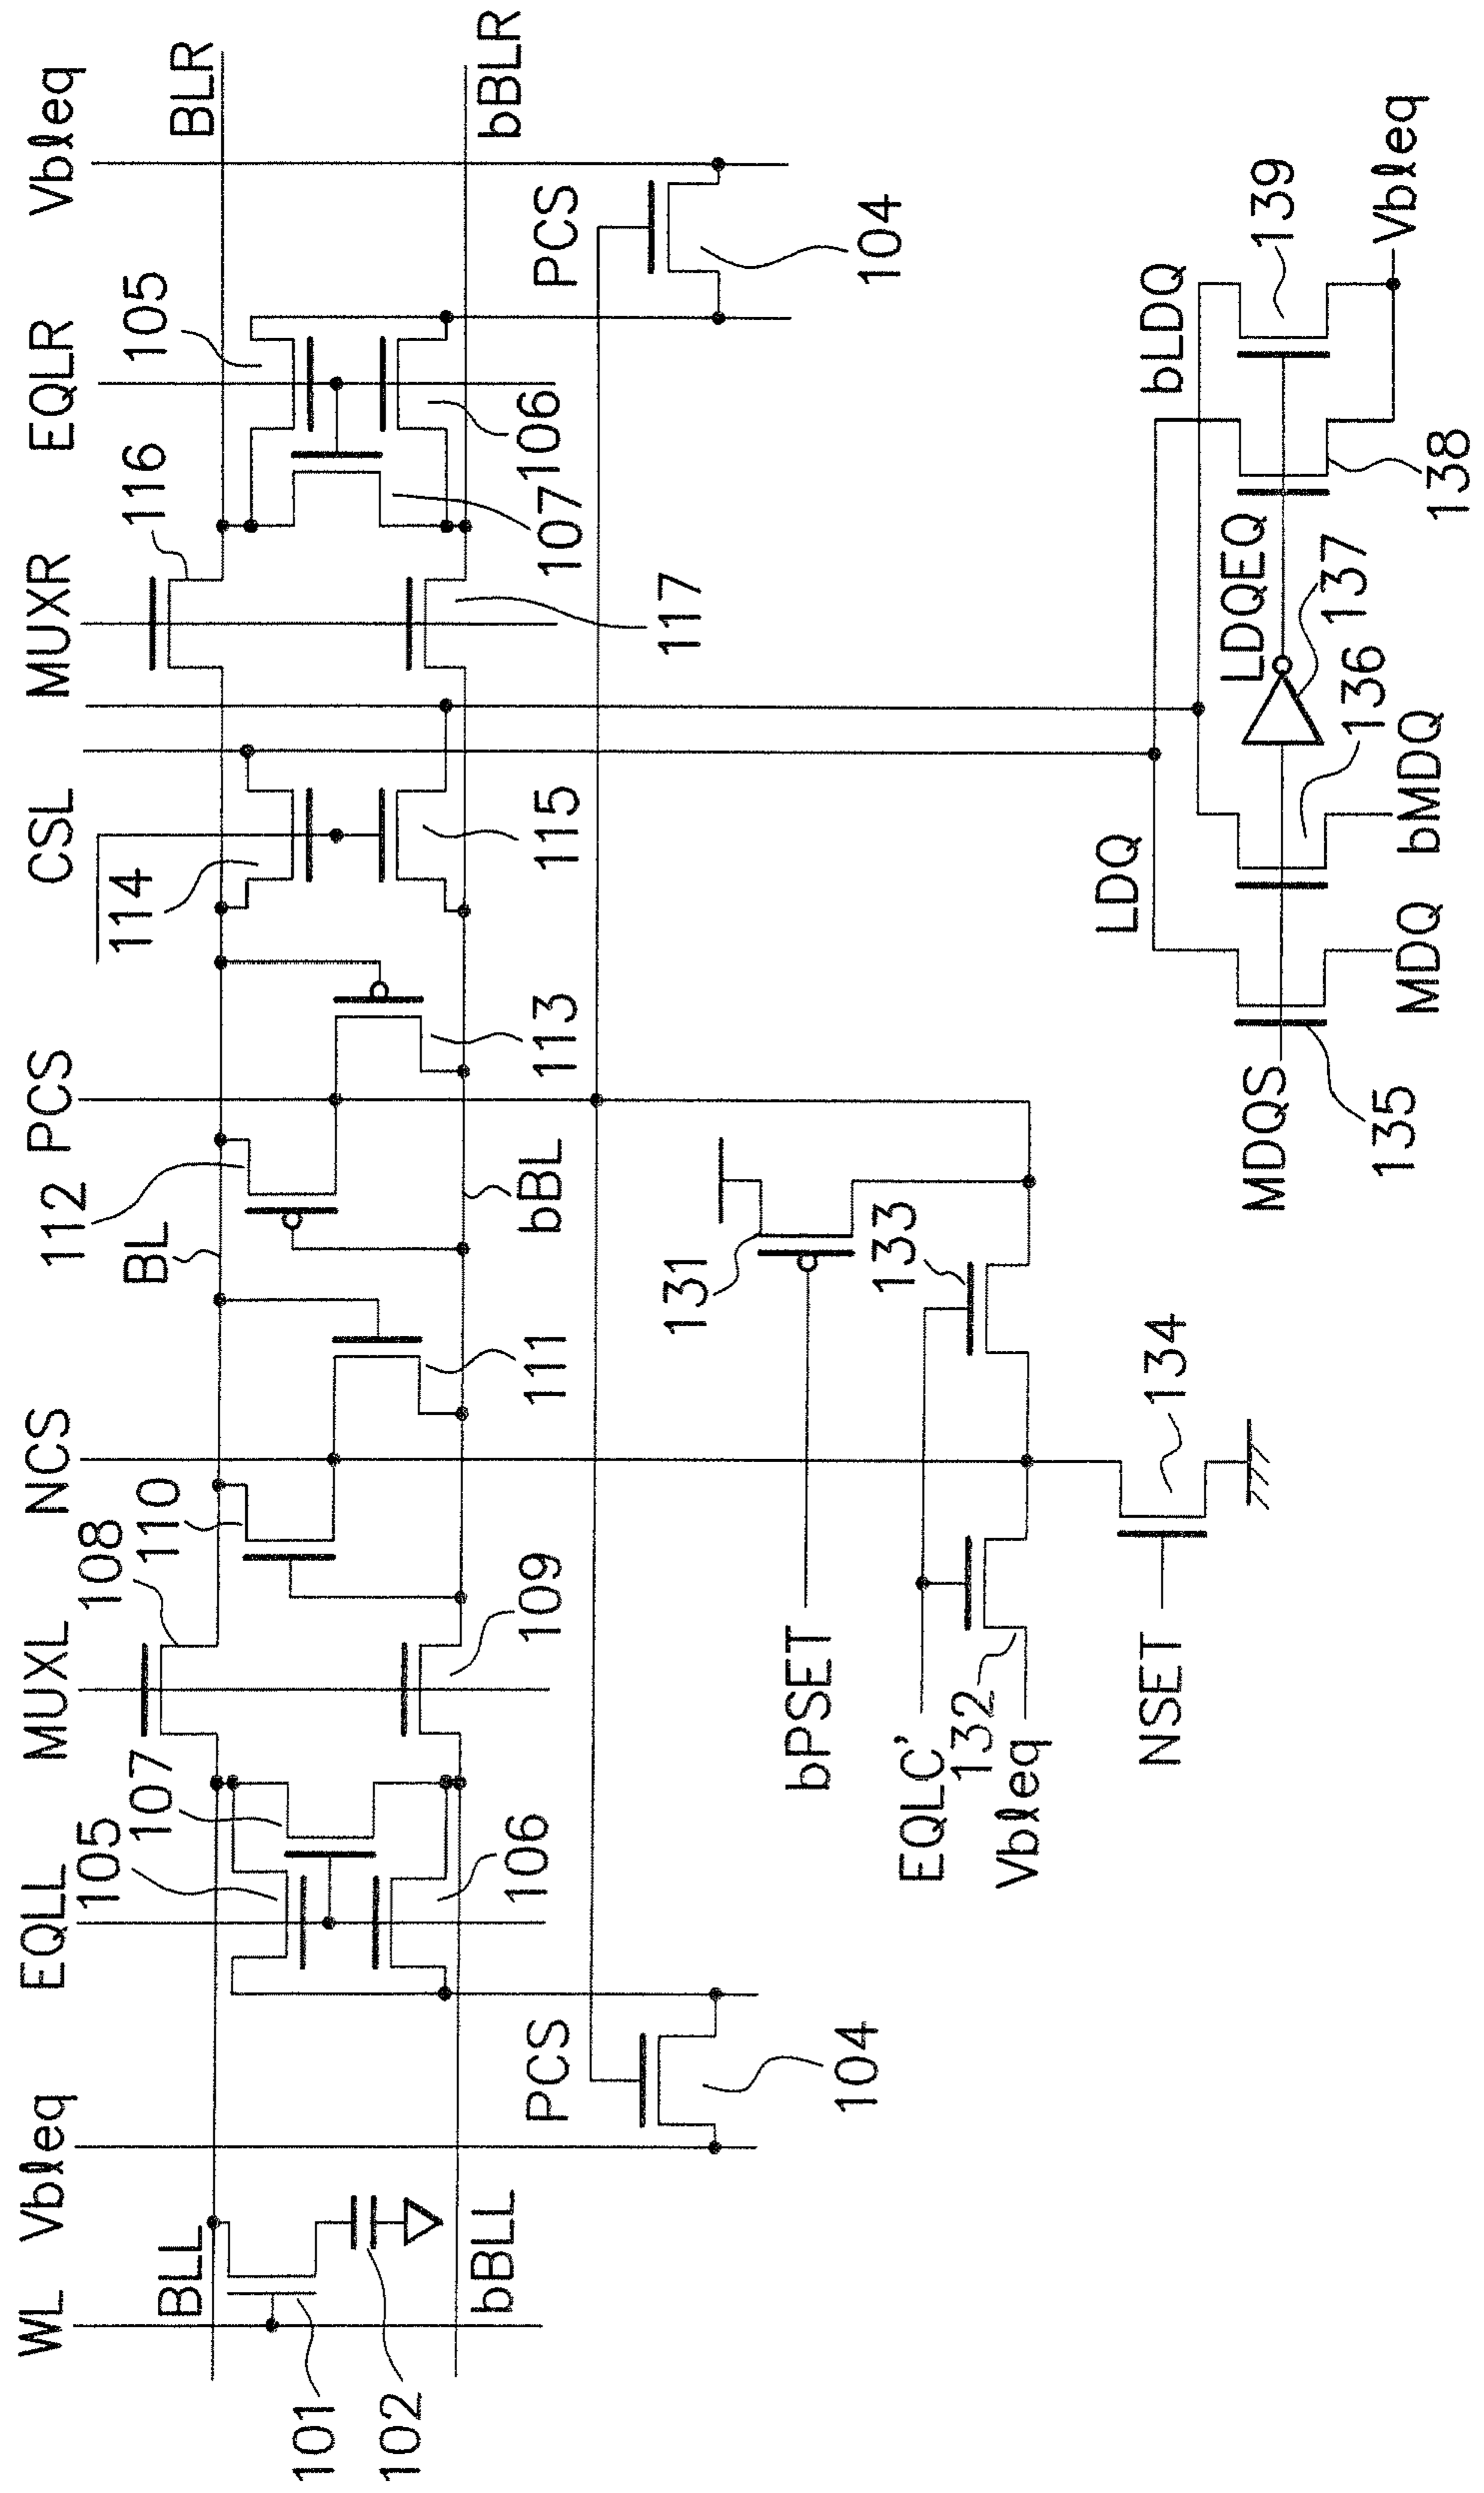 WL
Vbℓeq
EQLL
MUXL
NCS
PCS
CSL
MUXR
EQLR
Vbℓeq
BLL
105
107
108
110
112
BL
114
116
105
BLR
101
102
bBLL
106
109
111
bBL
113
115
117
107
106
bBLR
PCS
104
PCS
104
bPSET
131
EQLC'
133
132
Vbℓeq
NSET
134
LDQ
bLDQ
MDQS
LDQEQ
139
135
136
137
138
MDQ
bMDQ
Vbℓeq